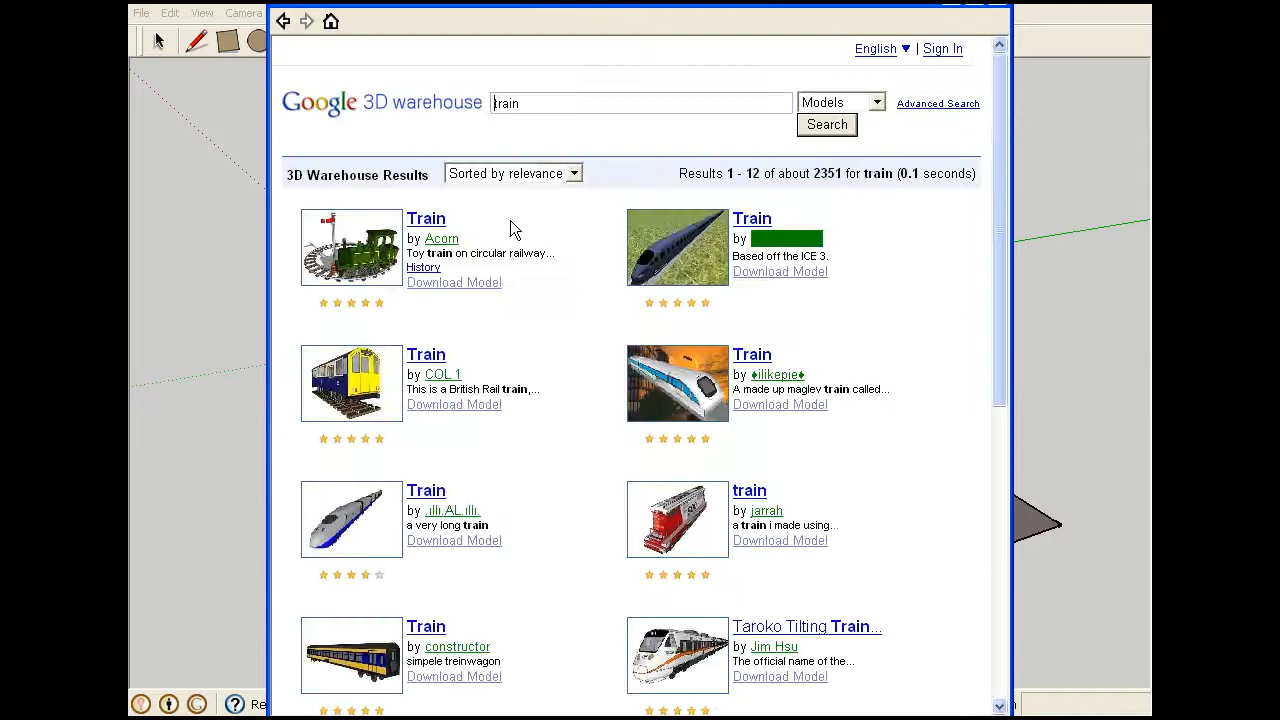 File Edit View Camera
English ▼ | Sign In
Google 3D warehouse train Models Advanced Search
Search
3D Warehouse Results Sorted by relevance Results 1 - 12 of about 2351 for train (0.1 seconds)
Train
by Acorn
Toy train on circular railway...
History
Download Model
Train
by
Based off the ICE 3.
Download Model
Train
by COL 1
This is a British Rail train,...
Download Model
Train
by ♦ilikepie♦
A made up maglev train called...
Download Model
Train
by .ıllı.AL.ıllı.
a very long train
Download Model
train
by jarrah
a train i made using...
Download Model
Train
by constructor
simpele treinwagon
Download Model
Taroko Tilting Train...
by Jim Hsu
The official name of the...
Download Model
Re